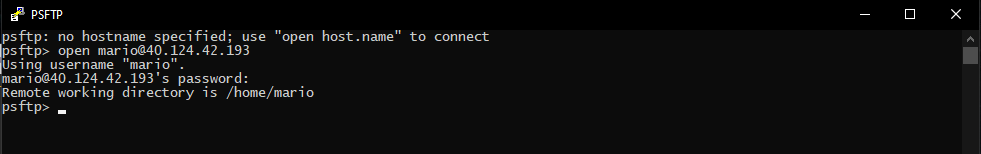 PSFTP
psftp: no hostname specified; use "open host.name" to connect
psftp> open mario@40.124.42.193
Using username "mario".
mario@40.124.42.193's password:
Remote working directory is /home/mario
psftp>